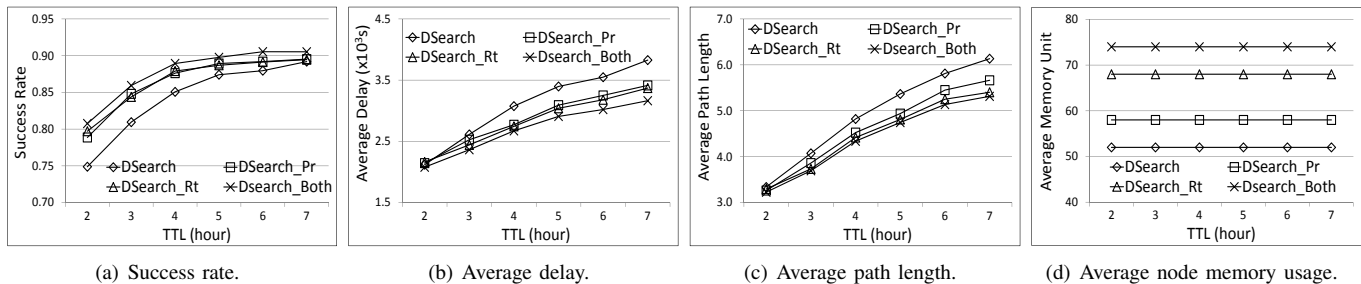 0.95
0.90
0.85
0.80
0.75
0.70
Success Rate
DSearch
DSearch_Pr
DSearch_Rt
Dsearch_Both
2 3 4 5 6 7
TTL (hour)
(a) Success rate.
5.5
4.5
3.5
2.5
1.5
Average Delay (x10³s)
DSearch
DSearch_Pr
DSearch_Rt
Dsearch_Both
2 3 4 5 6 7
TTL (hour)
(b) Average delay.
7.0
6.0
5.0
4.0
3.0
Average Path Length
DSearch
DSearch_Pr
DSearch_Rt
Dsearch_Both
2 3 4 5 6 7
TTL (hour)
(c) Average path length.
80
70
60
50
40
Average Memory Unit
DSearch
DSearch_Pr
DSearch_Rt
Dsearch_Both
2 3 4 5 6 7
TTL (hour)
(d) Average node memory usage.